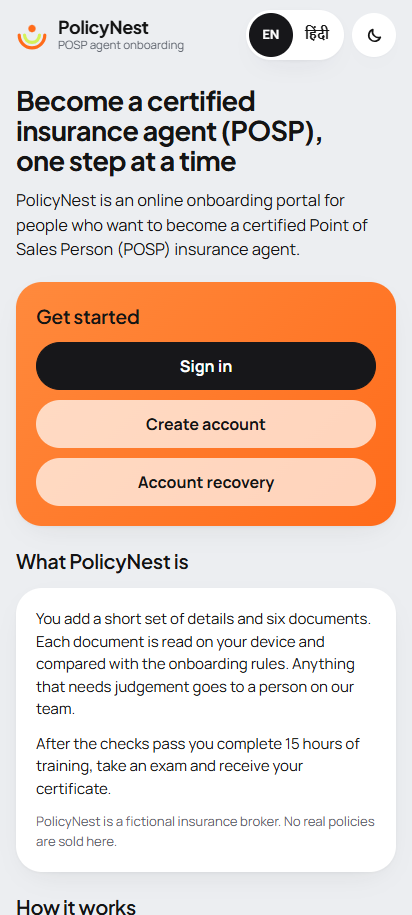 PolicyNest
POSP agent onboarding
EN
हिंदी
Become a certified
insurance agent (POSP),
one step at a time
PolicyNest is an online onboarding portal for
people who want to become a certified Point of
Sales Person (POSP) insurance agent.
Get started
Sign in
Create account
Account recovery
What PolicyNest is
You add a short set of details and six documents.
Each document is read on your device and
compared with the onboarding rules. Anything
that needs judgement goes to a person on our
team.
After the checks pass you complete 15 hours of
training, take an exam and receive your
certificate.
PolicyNest is a fictional insurance broker. No real policies
are sold here.
How it works